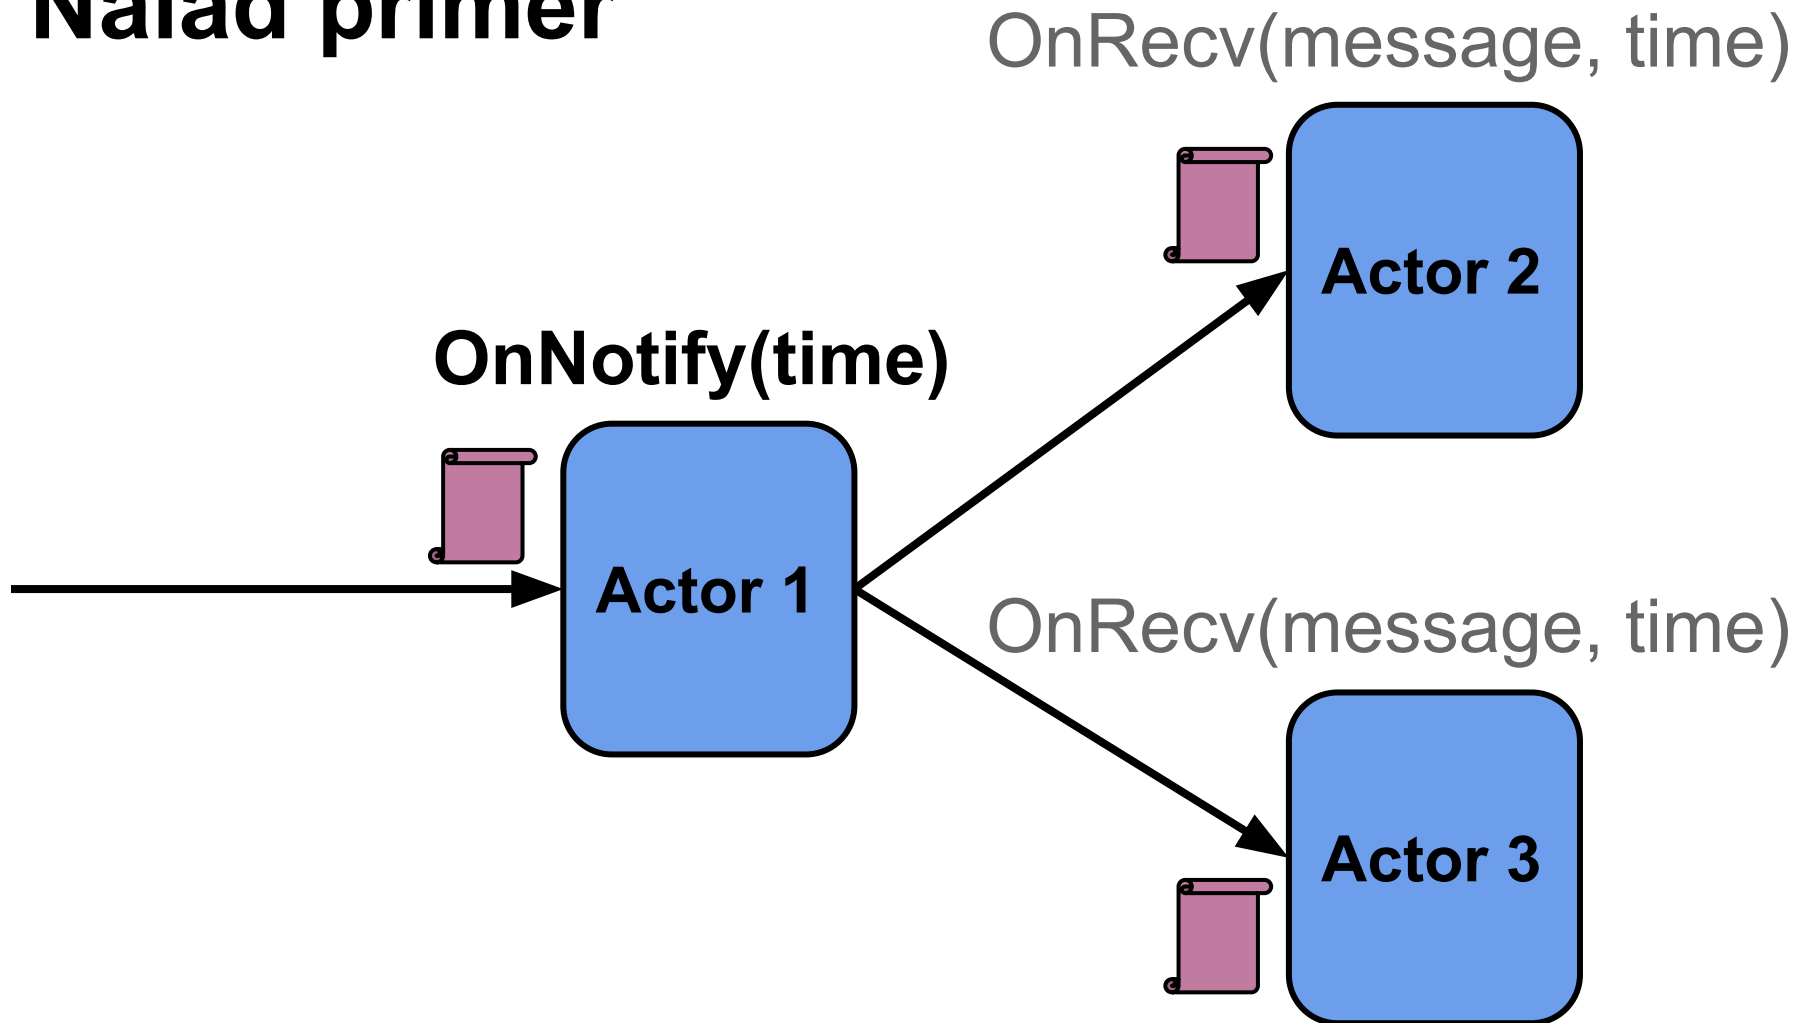 Naiad primer
OnRecv(message, time)
Actor 2
OnNotify(time)
Actor 1
OnRecv(message, time)
Actor 3